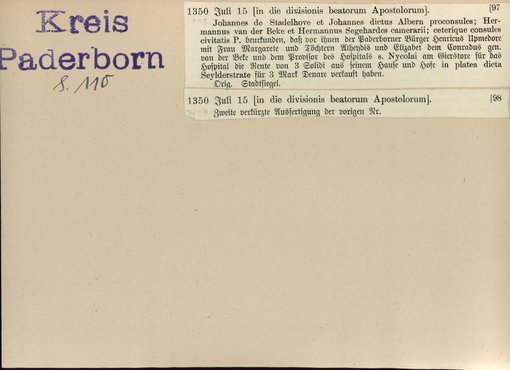 Kreis
Paderborn
S. 110
1350 Juli 15 [in die divisionis beatorum Apostolorum]. [97
Johannes de Stadelhove et Johannes dictus Albern proconsules; Her-
mannus van der Beke et Hermannus Segehardes camerarii; ceterique consules
civitatis P. beurkunden, daß vor ihnen der Paderborner Bürger Henricus Upmedore
mit Frau Margarete und Töchtern Alheydis und Elizabet dem Conradus gen.
van der Beke und dem Provisor des Hospitals s. Nycolai am Gierstore für das
Hospital die Rente von 3 Solidi aus seinem Hause und Hofe in platea dicta
Seylderstrate für 3 Mark Denare verkauft haben.
Orig. Stadtsiegel.
1350 Juli 15 [in die divisionis beatorum Apostolorum]. [98
Zweite verkürzte Ausfertigung der vorigen Nr.